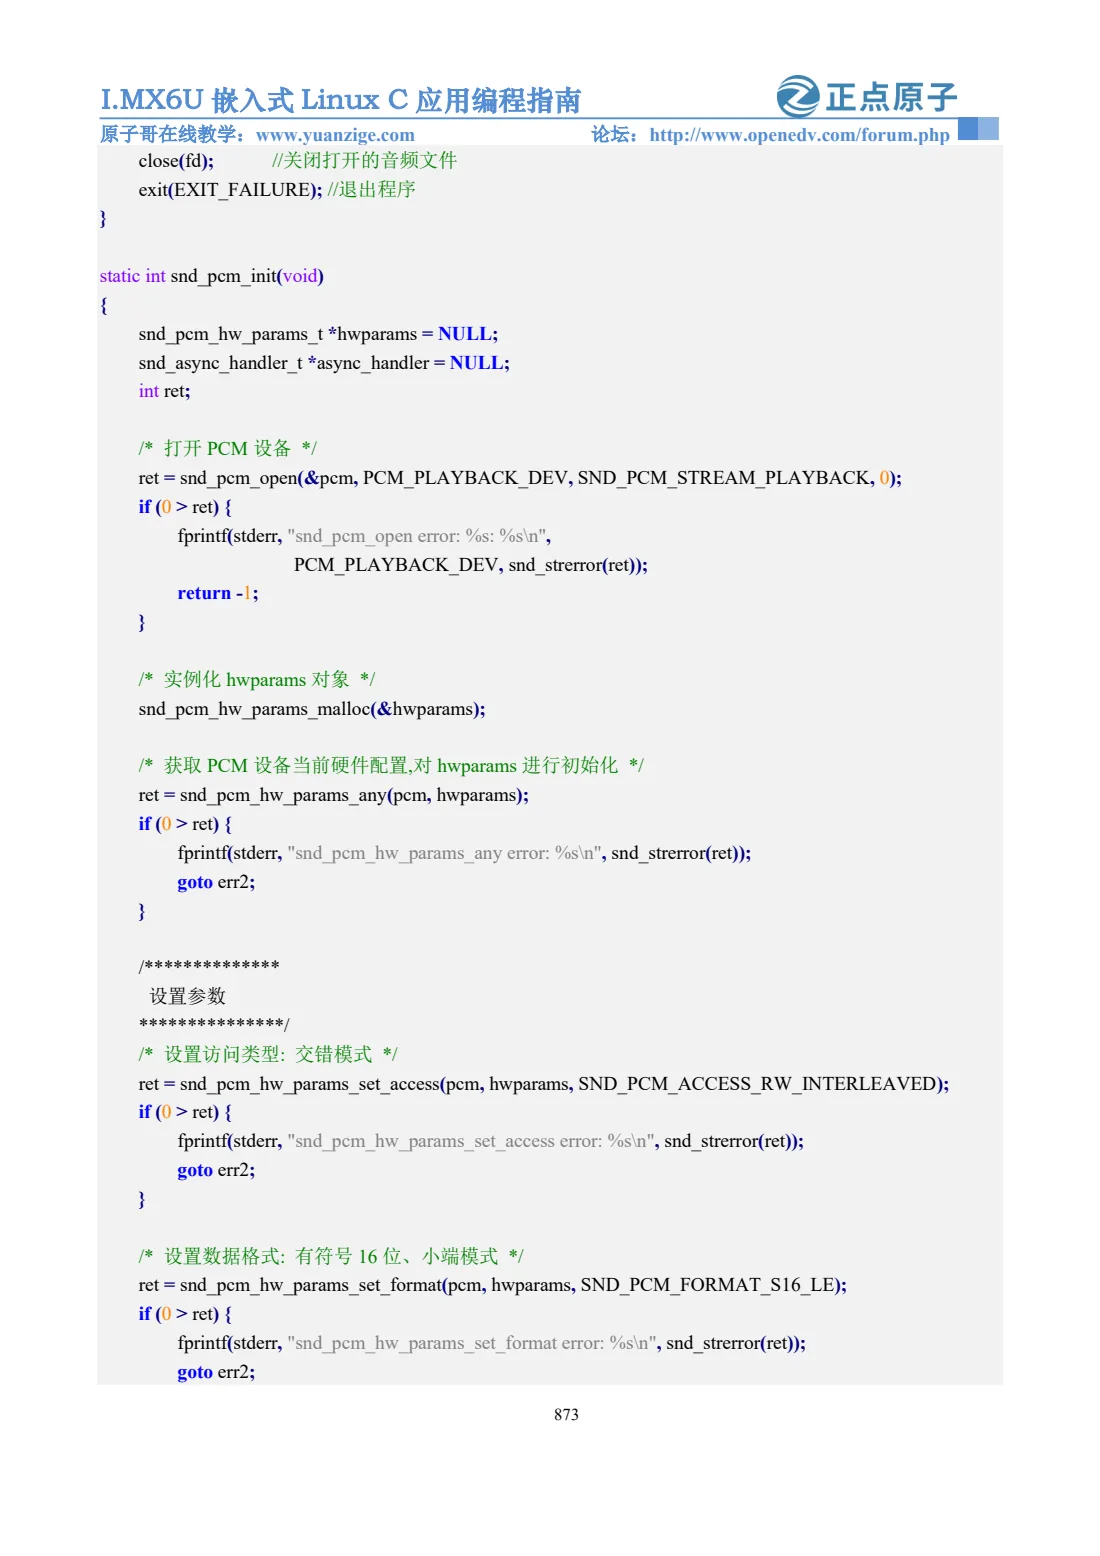 I.MX6U 嵌入式 Linux C 应用编程指南
正点原子
原子哥在线教学：www.yuanzige.com 论坛：http://www.openedv.com/forum.php
close(fd); //关闭打开的音频文件
exit(EXIT_FAILURE); //退出程序
}
static int snd_pcm_init(void)
{
snd_pcm_hw_params_t *hwparams = NULL;
snd_async_handler_t *async_handler = NULL;
int ret;
/* 打开 PCM 设备 */
ret = snd_pcm_open(&pcm, PCM_PLAYBACK_DEV, SND_PCM_STREAM_PLAYBACK, 0);
if (0 > ret) {
fprintf(stderr, "snd_pcm_open error: %s: %s\n",
PCM_PLAYBACK_DEV, snd_strerror(ret));
return -1;
}
/* 实例化 hwparams 对象 */
snd_pcm_hw_params_malloc(&hwparams);
/* 获取 PCM 设备当前硬件配置,对 hwparams 进行初始化 */
ret = snd_pcm_hw_params_any(pcm, hwparams);
if (0 > ret) {
fprintf(stderr, "snd_pcm_hw_params_any error: %s\n", snd_strerror(ret));
goto err2;
}
/**************
设置参数
***************/
/* 设置访问类型: 交错模式 */
ret = snd_pcm_hw_params_set_access(pcm, hwparams, SND_PCM_ACCESS_RW_INTERLEAVED);
if (0 > ret) {
fprintf(stderr, "snd_pcm_hw_params_set_access error: %s\n", snd_strerror(ret));
goto err2;
}
/* 设置数据格式: 有符号 16 位、小端模式 */
ret = snd_pcm_hw_params_set_format(pcm, hwparams, SND_PCM_FORMAT_S16_LE);
if (0 > ret) {
fprintf(stderr, "snd_pcm_hw_params_set_format error: %s\n", snd_strerror(ret));
goto err2;
873